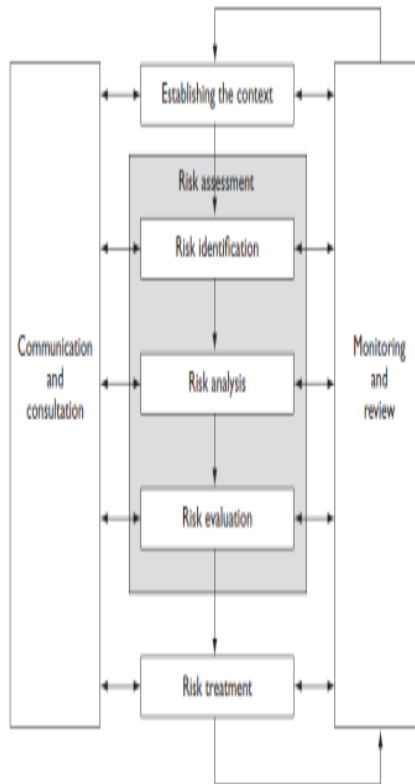 Establishing the context
Risk assessment
Risk identification
Communication
and
consultation
Risk analysis
Monitoring
and
review
Risk evaluation
Risk treatment